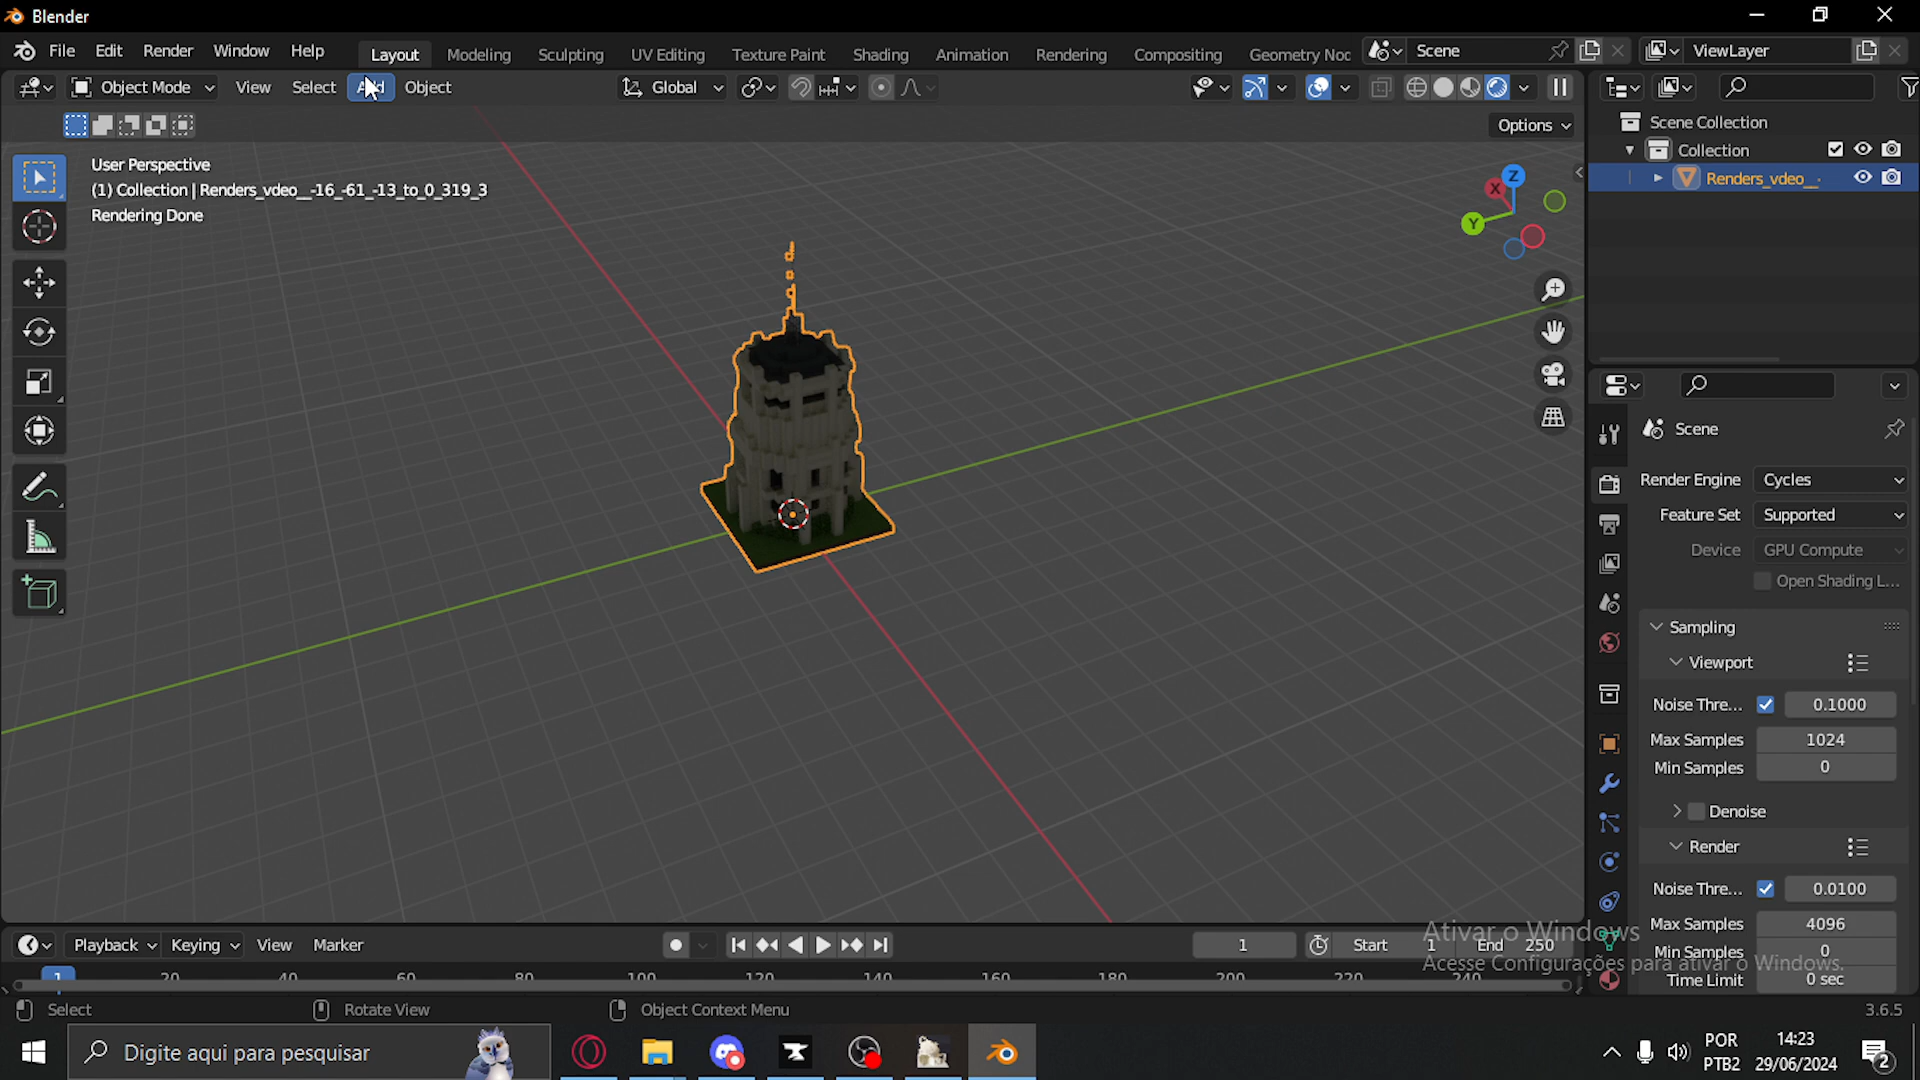 Blender
File Edit Render Window Help Layout Modeling Sculpting UV Editing Texture Paint Shading Animation Rendering Compositing Geometry Noc Scene ViewLayer
Object Mode View Select Add Object Global
Options
User Perspective
(1) Collection | Renders_vdeo__-16_-61_-13_to_0_319_3
Rendering Done
X Y Z
Scene Collection
Collection
Renders_vdeo__
Scene
Render Engine Cycles
Feature Set Supported
Device GPU Compute
Open Shading L...
Sampling
Viewport
Noise Thre... 0.1000
Max Samples 1024
Min Samples 0
Denoise
Render
Noise Thre... 0.0100
Max Samples 4096
Min Samples 0
Time Limit 0 sec
Ativar o Windows
Acesse Configurações para ativar o Windows.
Playback Keying View Marker 1 Start 1 End 250
1 20 40 60 80 100 120 140 160 180 200 220 240
Select Rotate View Object Context Menu 3.6.5
Digite aqui para pesquisar
POR
PTB2
14:23
29/06/2024
2